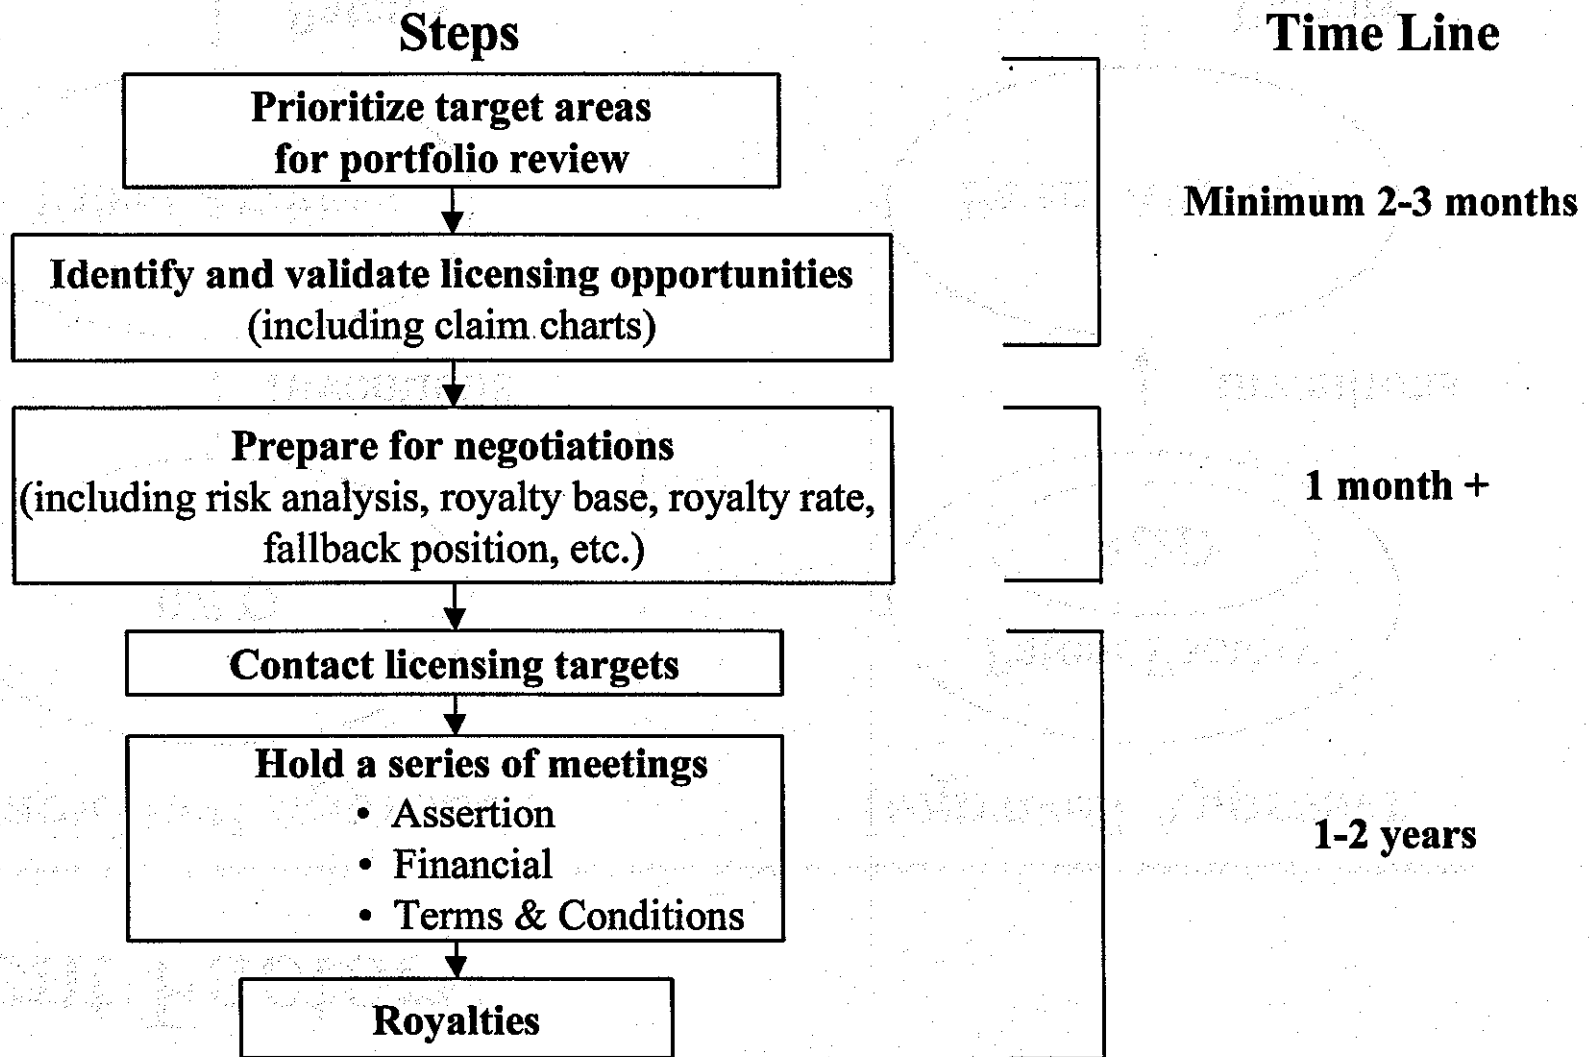 Steps
Time Line
Prioritize target areas
for portfolio review
Minimum 2-3 months
Identify and validate licensing opportunities
(including claim charts)
Prepare for negotiations
(including risk analysis, royalty base, royalty rate,
fallback position, etc.)
1 month +
Contact licensing targets
Hold a series of meetings
• Assertion
• Financial
• Terms & Conditions
1-2 years
Royalties